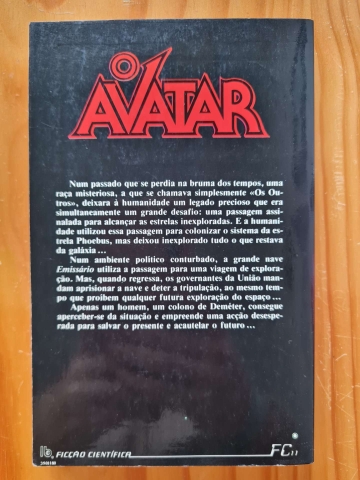 O
AVATAR
Num passado que se perdia na bruma dos tempos, uma
raça misteriosa, a que se chamava simplesmente «Os Ou-
tros», deixara à humanidade um legado precioso que era
simultaneamente um grande desafio: uma passagem assi-
nalada para alcançar as estrelas inexploradas. E a humani-
dade utilizou essa passagem para colonizar o sistema da es-
trela Phoebus, mas deixou inexplorado tudo o que restava
da galáxia...
Num ambiente político conturbado, a grande nave
Emissário utiliza a passagem para uma viagem de explora-
ção. Mas, quando regressa, os governantes da União man-
dam aprisionar a nave e deter a tripulação, ao mesmo tem-
po que proíbem qualquer futura exploração do espaço...
Apenas um homem, um colono de Deméter, consegue
aperceber-se da situação e empreende uma acção desespe-
rada para salvar o presente e acautelar o futuro...
FICÇÃO CIENTÍFICA
FC 11